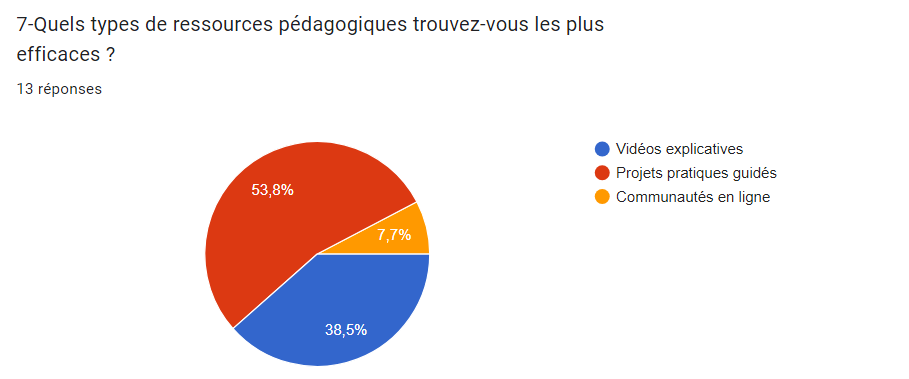 7-Quels types de ressources pédagogiques trouvez-vous les plus
efficaces ?
13 réponses
53,8%
7,7%
38,5%
Vidéos explicatives
Projets pratiques guidés
Communautés en ligne